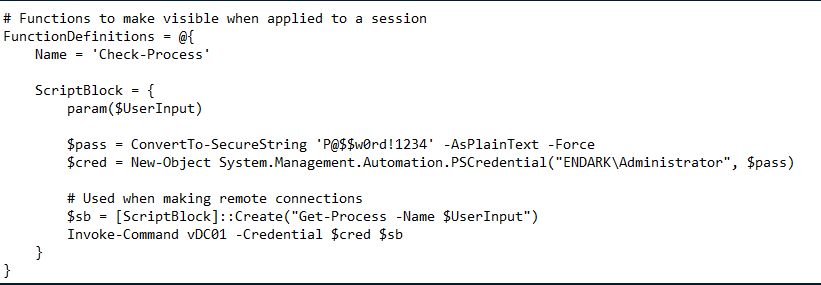 # Functions to make visible when applied to a session
FunctionDefinitions = @{
    Name = 'Check-Process'

    ScriptBlock = {
        param($UserInput)

        $pass = ConvertTo-SecureString 'P@$$w0rd!1234' -AsPlainText -Force
        $cred = New-Object System.Management.Automation.PSCredential("ENDARK\Administrator", $pass)

        # Used when making remote connections
        $sb = [ScriptBlock]::Create("Get-Process -Name $UserInput")
        Invoke-Command vDC01 -Credential $cred $sb
    }
}